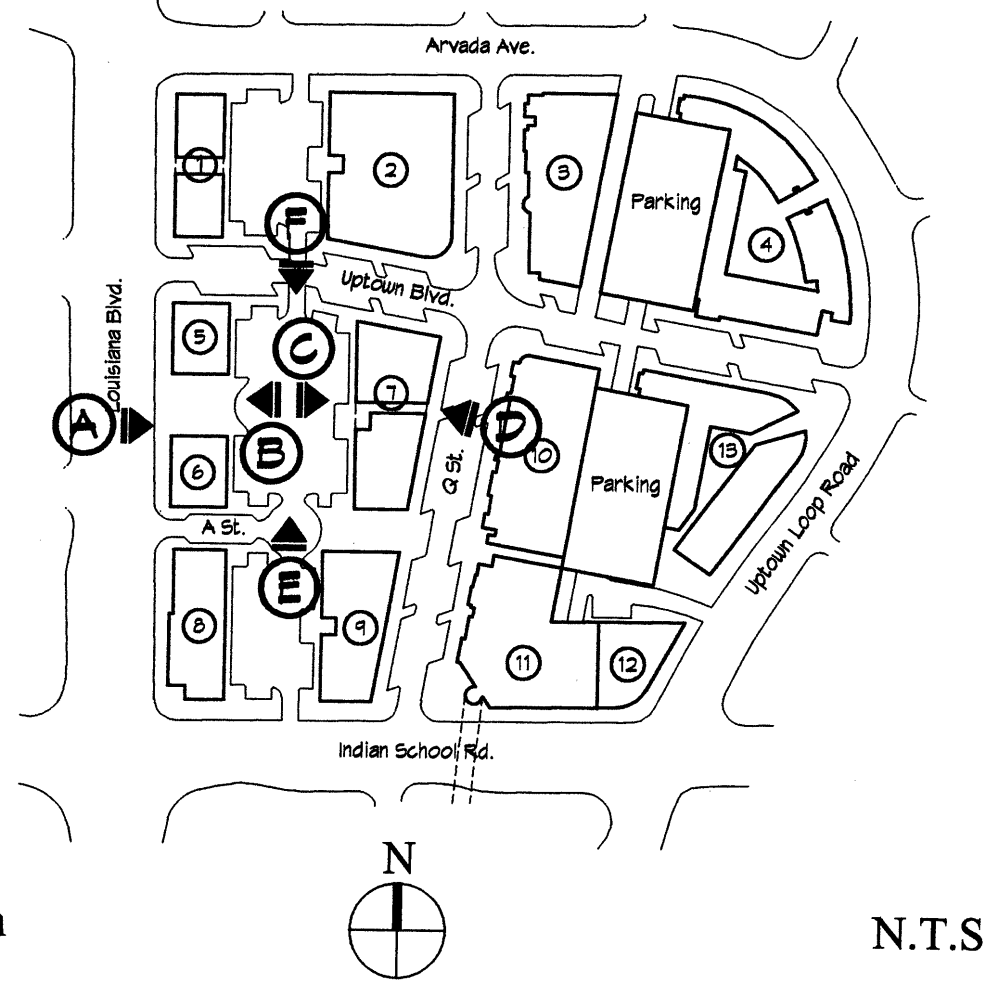 Arvada Ave.
1
2
3
Parking
4
F
Uptown Blvd.
Louisiana Blvd.
5
C
7
A
B
D
10
6
Q St.
Parking
13
A St.
Uptown Loop Road
E
8
9
11
12
Indian School Rd.
N
N.T.S